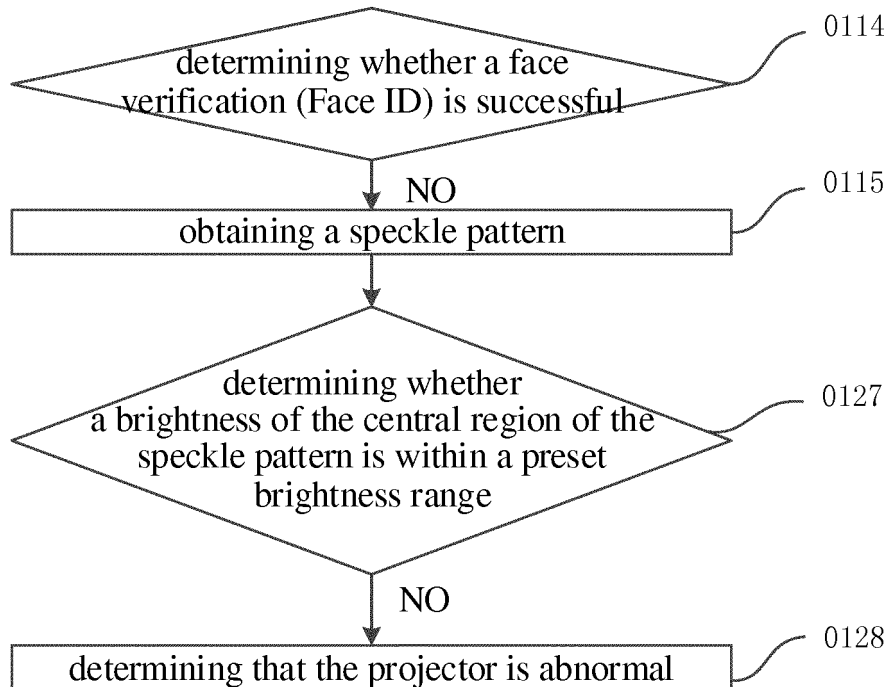 0114
determining whether a face
verification (Face ID) is successful
NO
0115
obtaining a speckle pattern
determining whether
a brightness of the central region of the
speckle pattern is within a preset
brightness range
0127
NO
0128
determining that the projector is abnormal